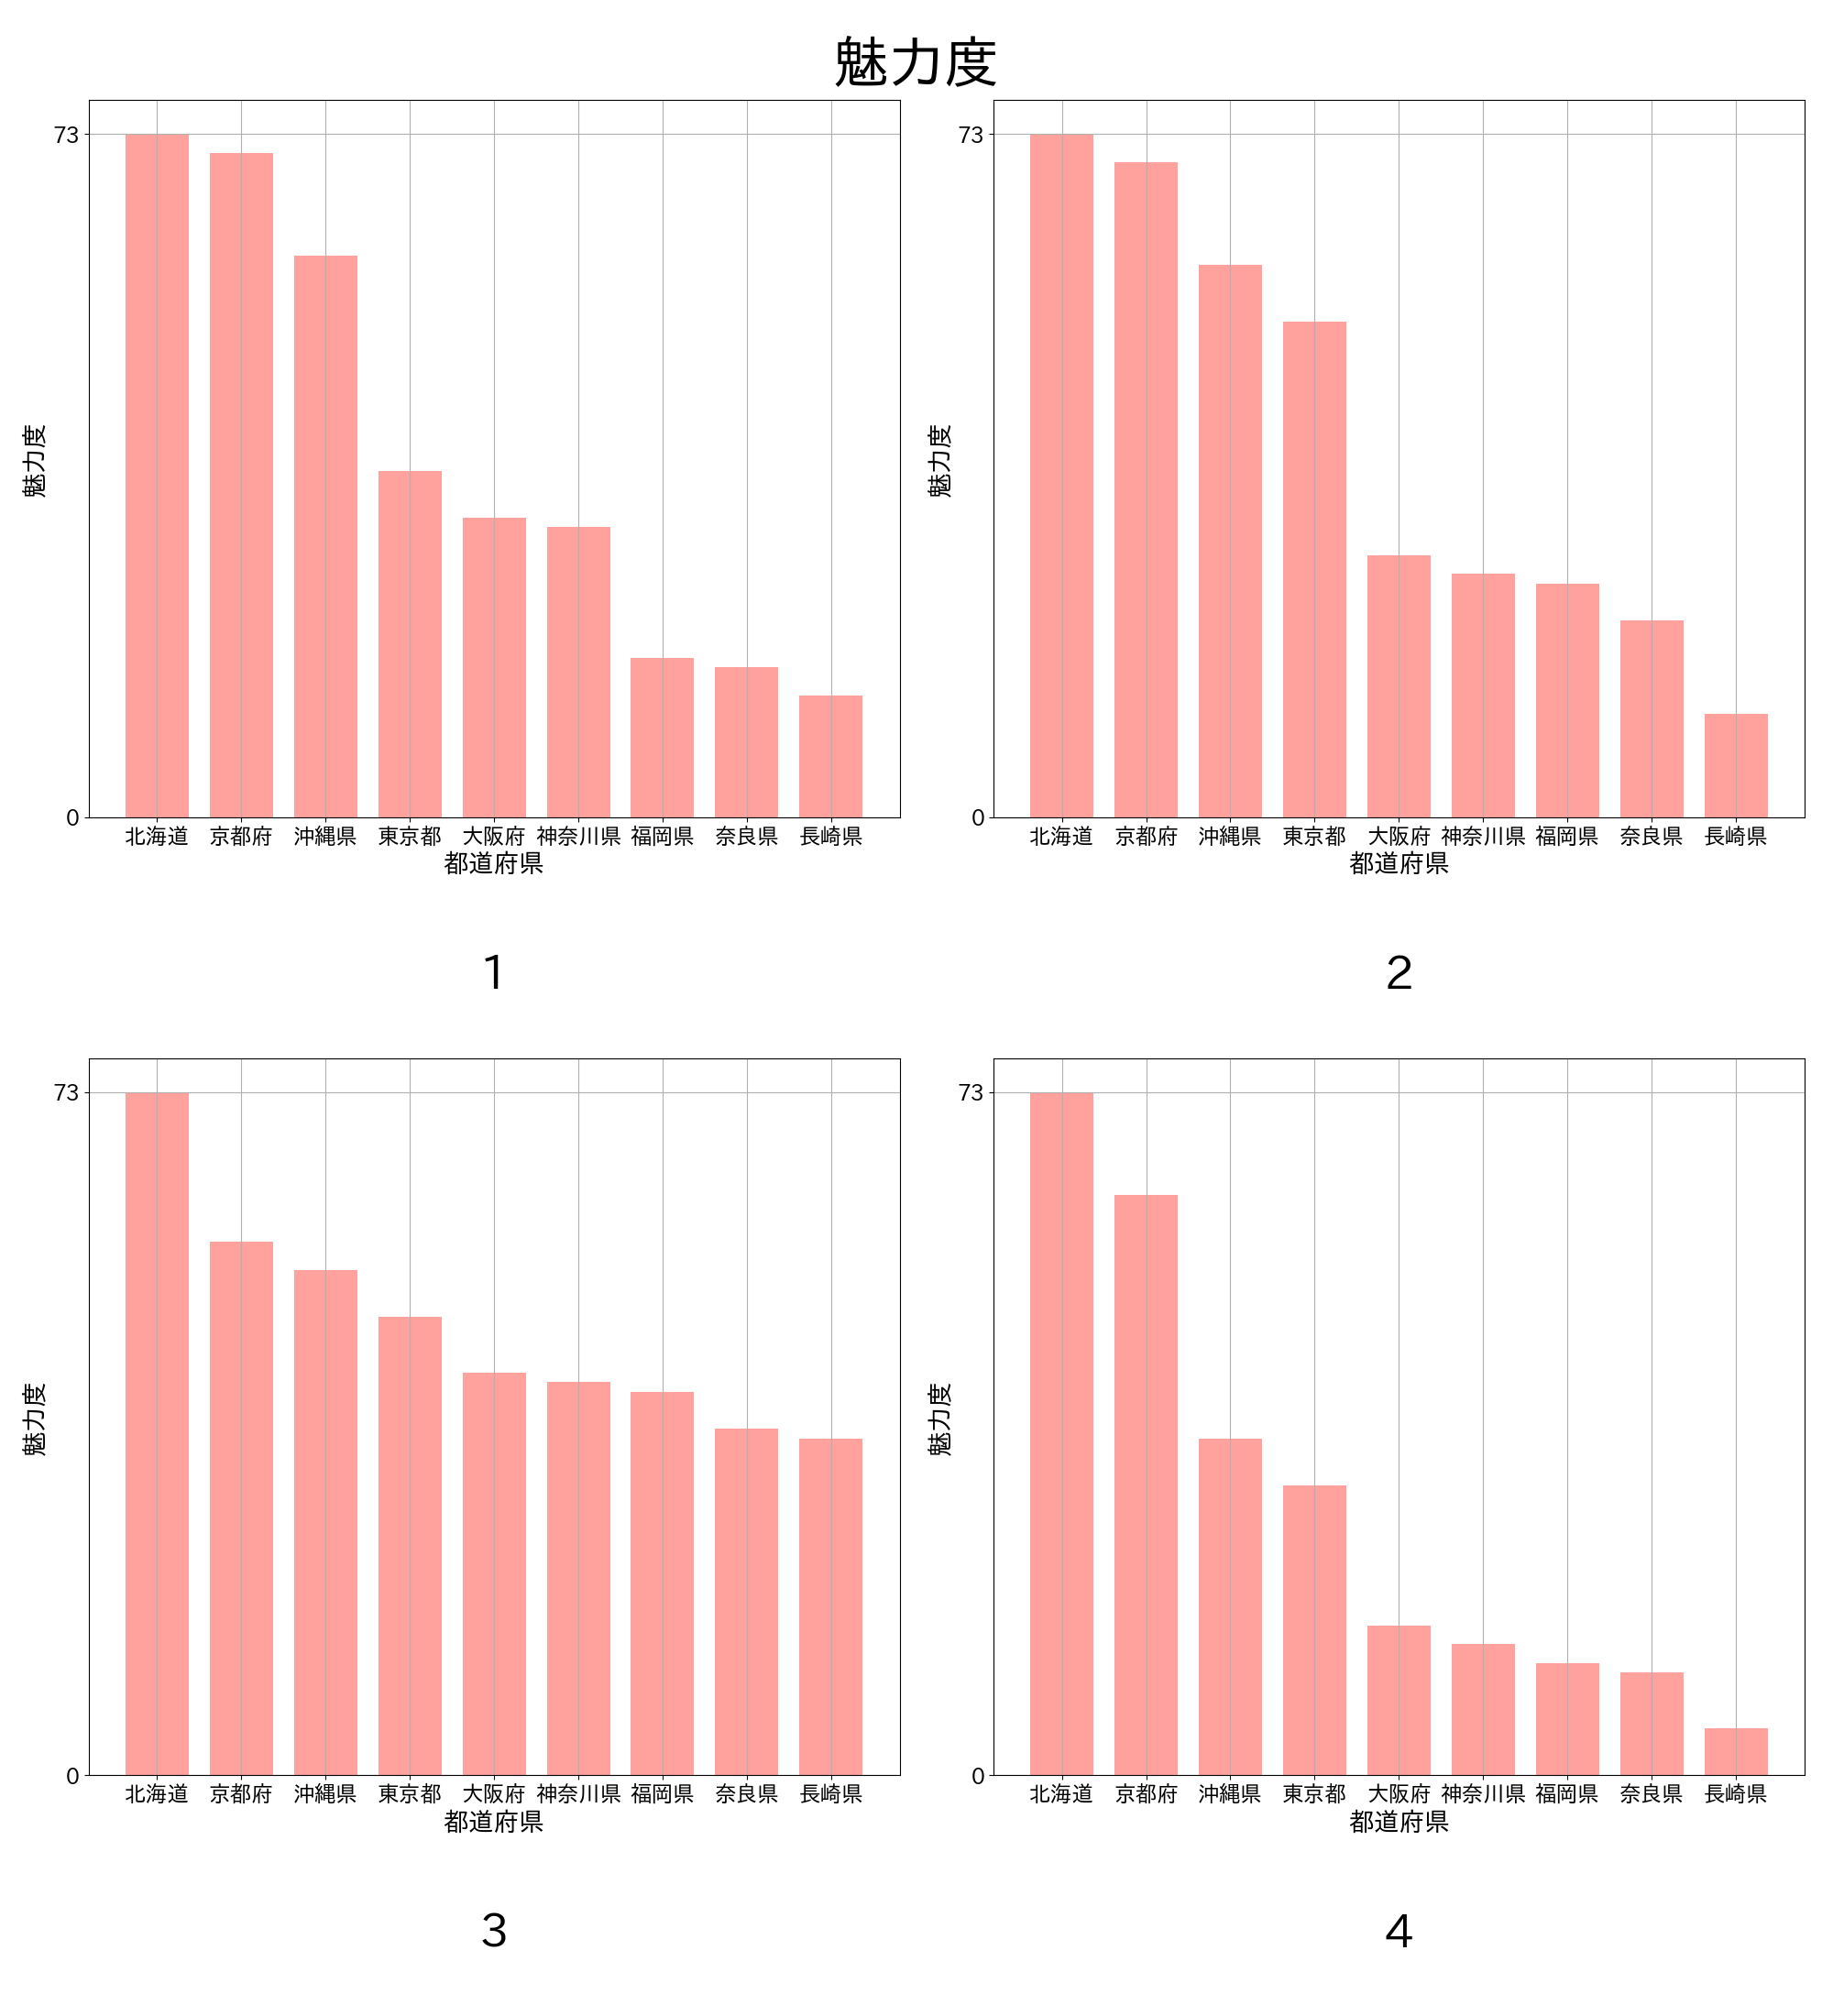 魅力度
73
魅力度
0
北海道 京都府 沖縄県 東京都 大阪府 神奈川県 福岡県 奈良県 長崎県
都道府県
1
73
魅力度
0
北海道 京都府 沖縄県 東京都 大阪府 神奈川県 福岡県 奈良県 長崎県
都道府県
2
73
魅力度
0
北海道 京都府 沖縄県 東京都 大阪府 神奈川県 福岡県 奈良県 長崎県
都道府県
3
73
魅力度
0
北海道 京都府 沖縄県 東京都 大阪府 神奈川県 福岡県 奈良県 長崎県
都道府県
4